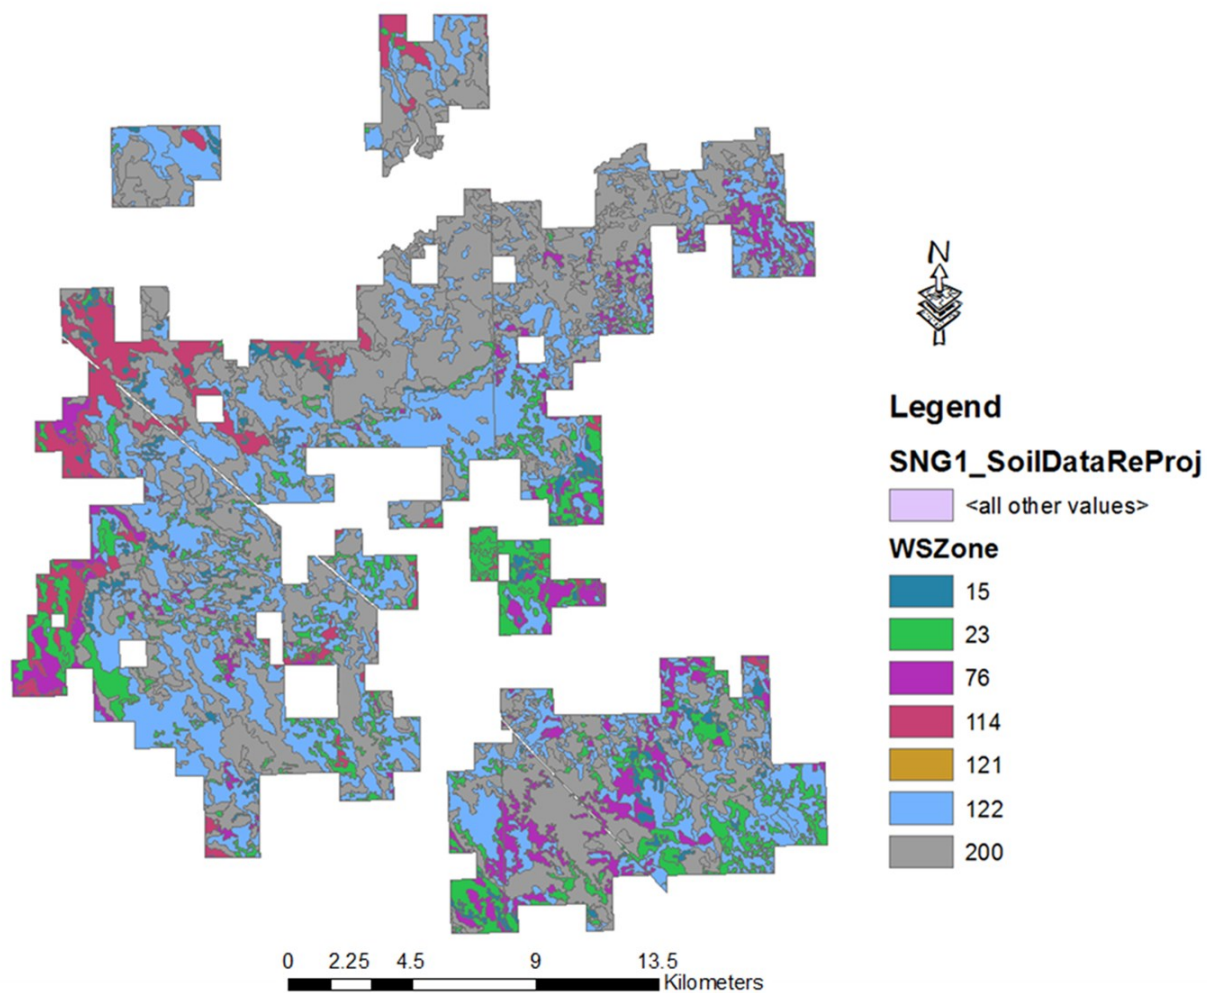 N
Legend
SNG1_SoilDataReProj
<all other values>
WSZone
15
23
76
114
121
122
200
0 2.25 4.5 9 13.5
Kilometers